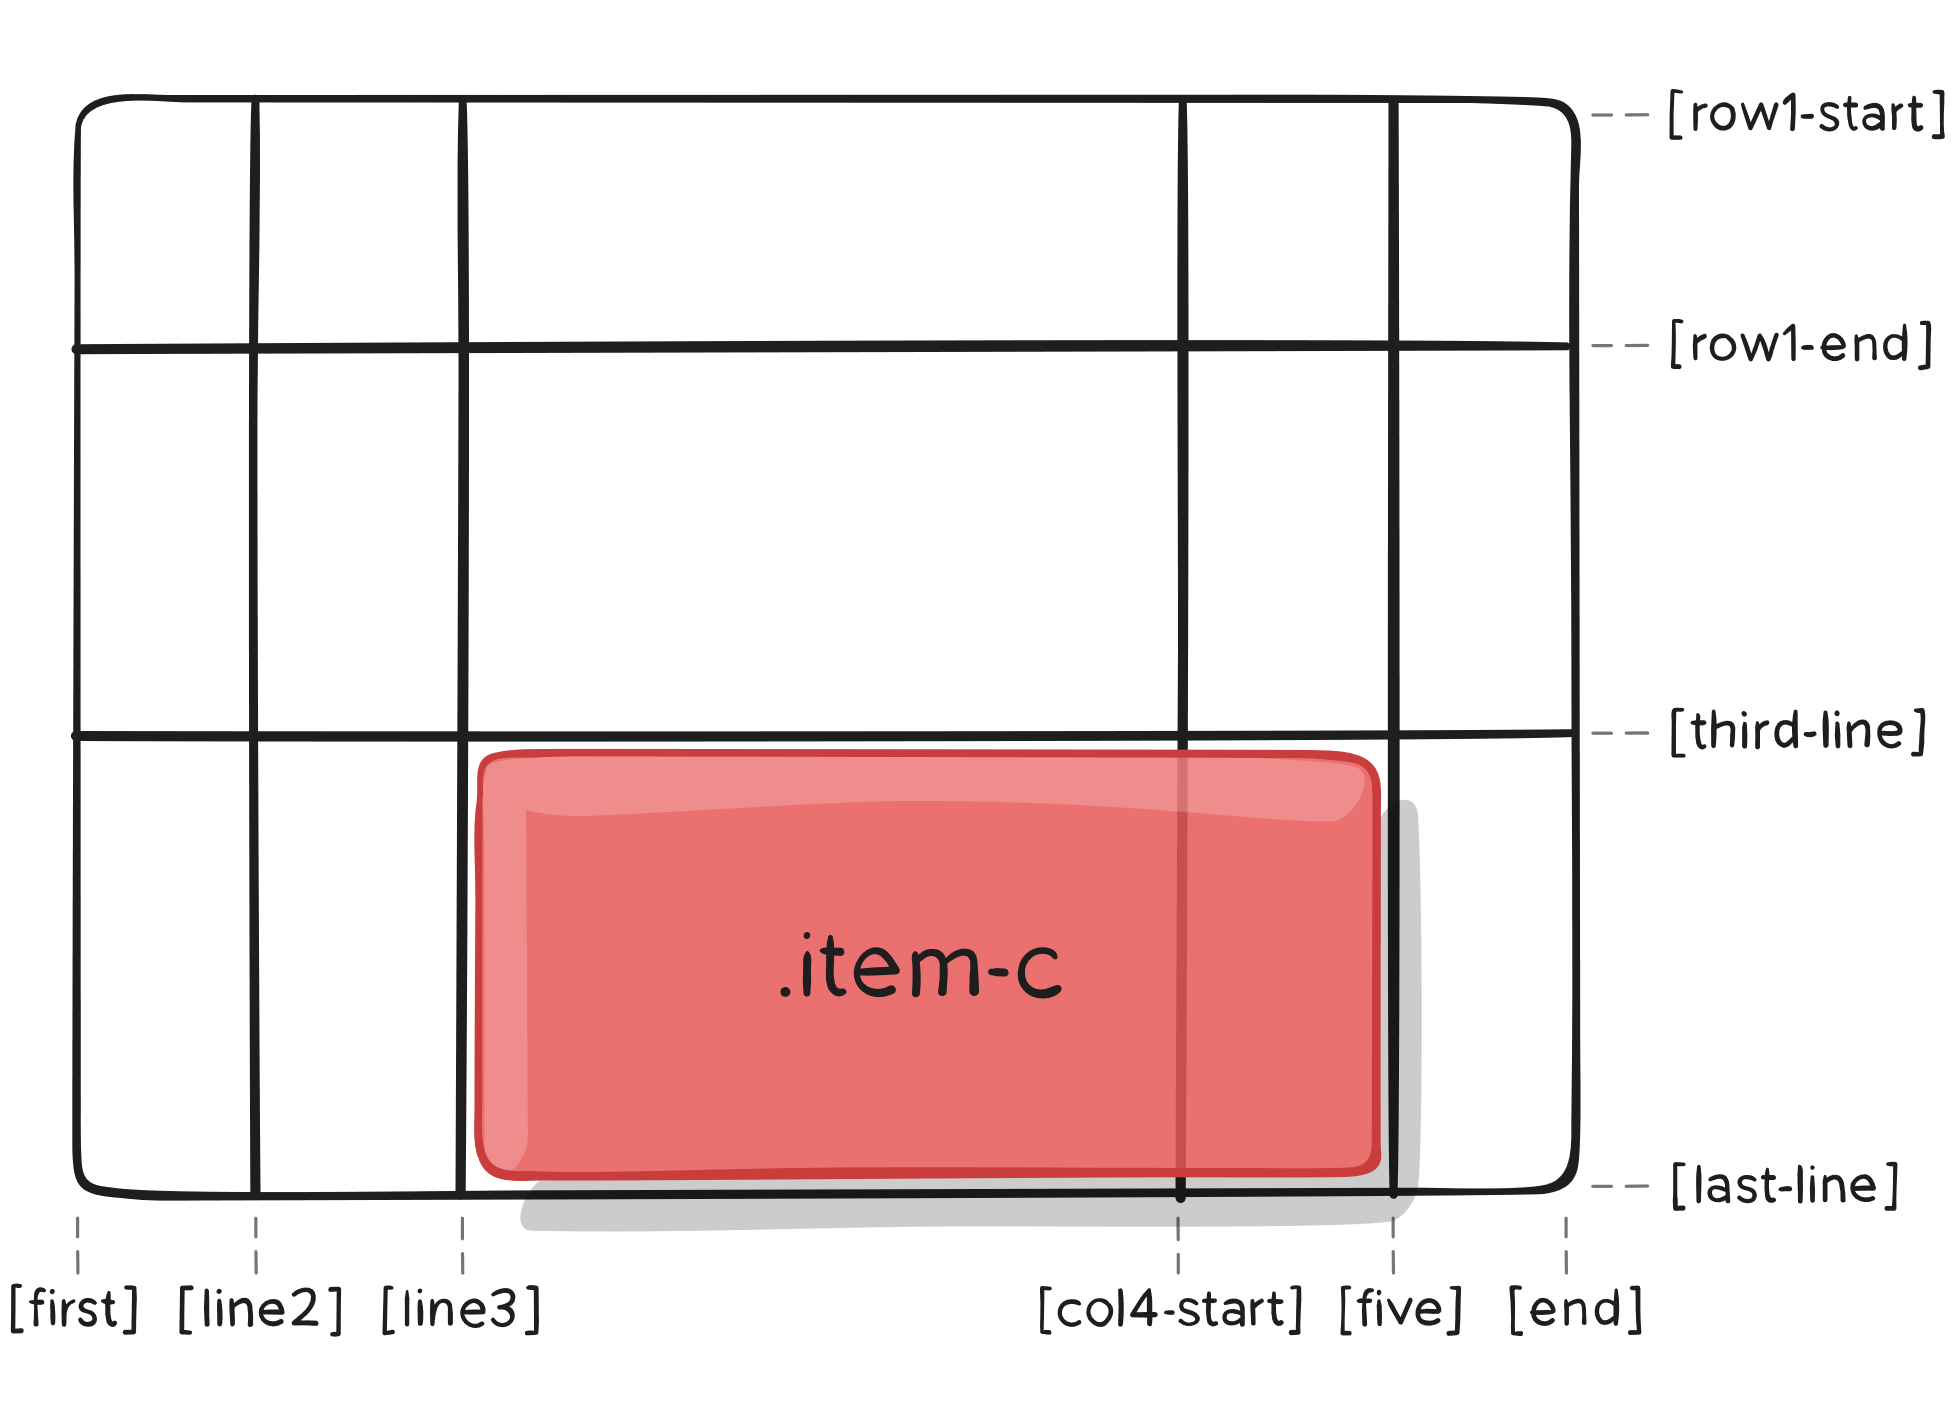 [row1-start]
[row1-end]
[third-line]
.item-c
[last-line]
[first] [line2] [line3] [col4-start] [five] [end]